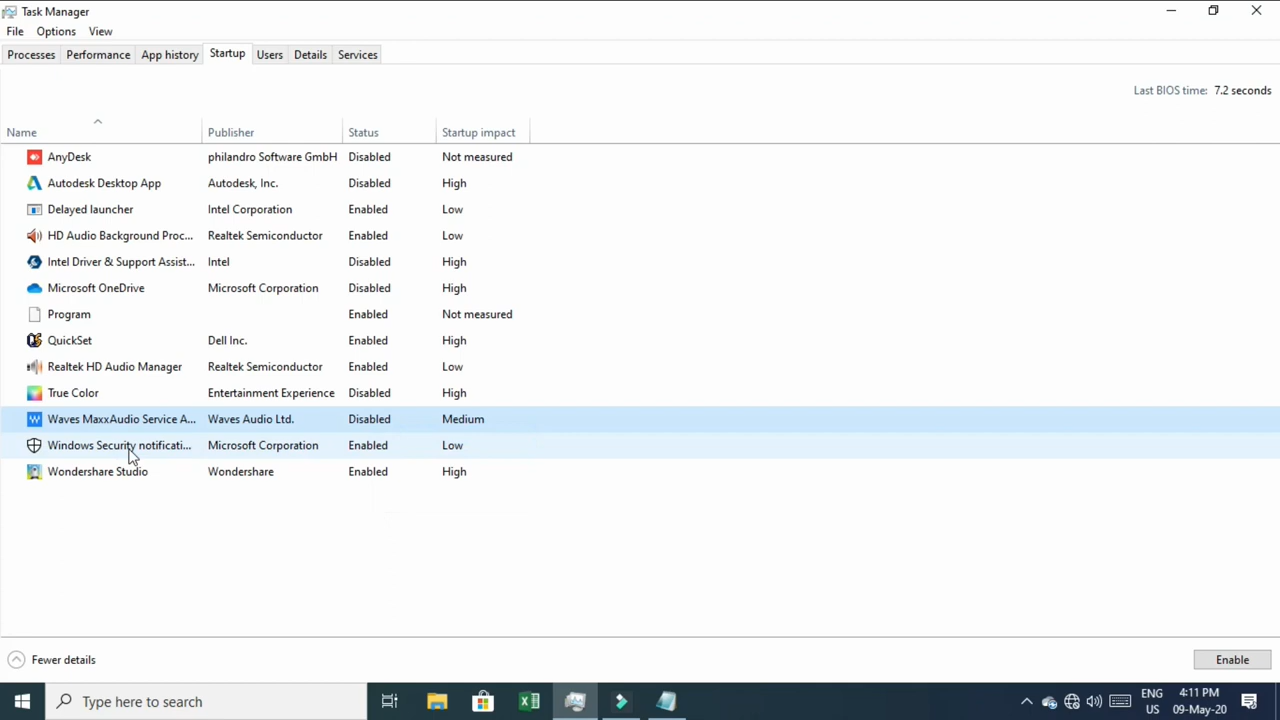 Task Manager
File Options View
Processes Performance App history Startup Users Details Services
Last BIOS time: 7.2 seconds
Name Publisher Status Startup impact
AnyDesk philandro Software GmbH Disabled Not measured
Autodesk Desktop App Autodesk, Inc. Disabled High
Delayed launcher Intel Corporation Enabled Low
HD Audio Background Proc... Realtek Semiconductor Enabled Low
Intel Driver & Support Assist... Intel Disabled High
Microsoft OneDrive Microsoft Corporation Disabled High
Program Enabled Not measured
QuickSet Dell Inc. Enabled High
Realtek HD Audio Manager Realtek Semiconductor Enabled Low
True Color Entertainment Experience Disabled High
Waves MaxxAudio Service A... Waves Audio Ltd. Disabled Medium
Windows Security notificati... Microsoft Corporation Enabled Low
Wondershare Studio Wondershare Enabled High
Fewer details Enable
Type here to search
ENG 4:11 PM
US 09-May-20